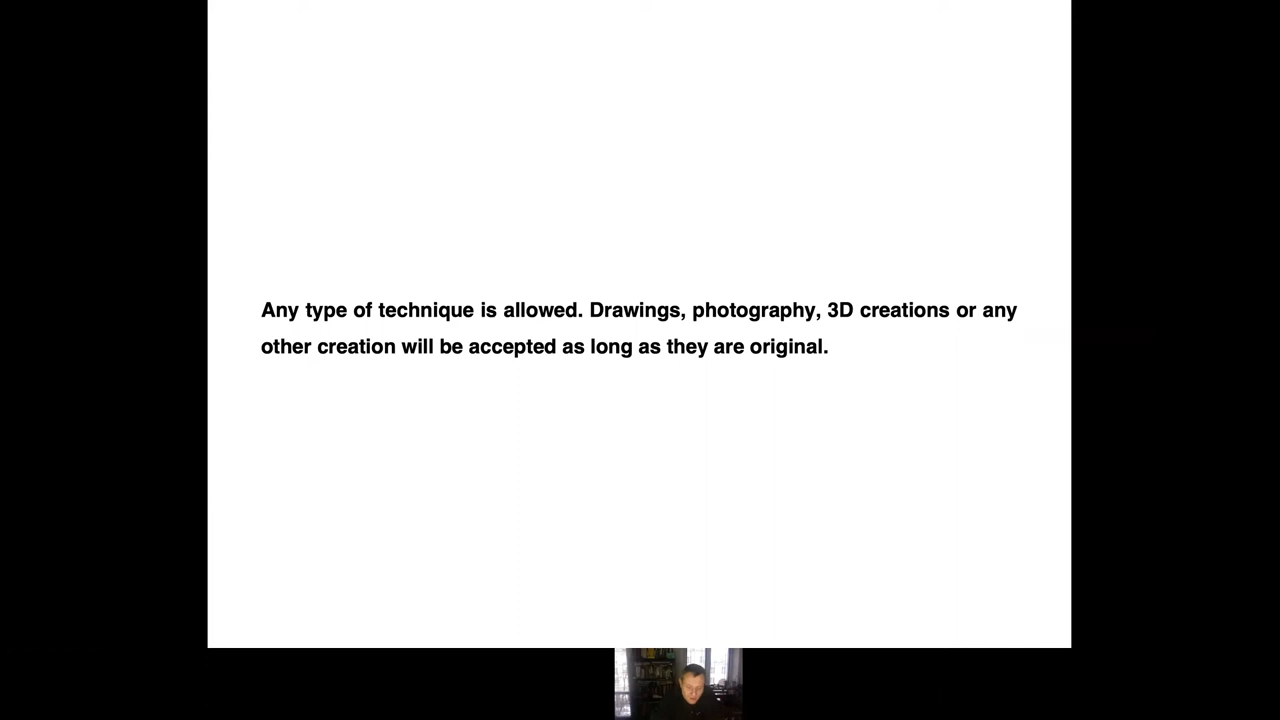 Any type of technique is allowed. Drawings, photography, 3D creations or any
other creation will be accepted as long as they are original.